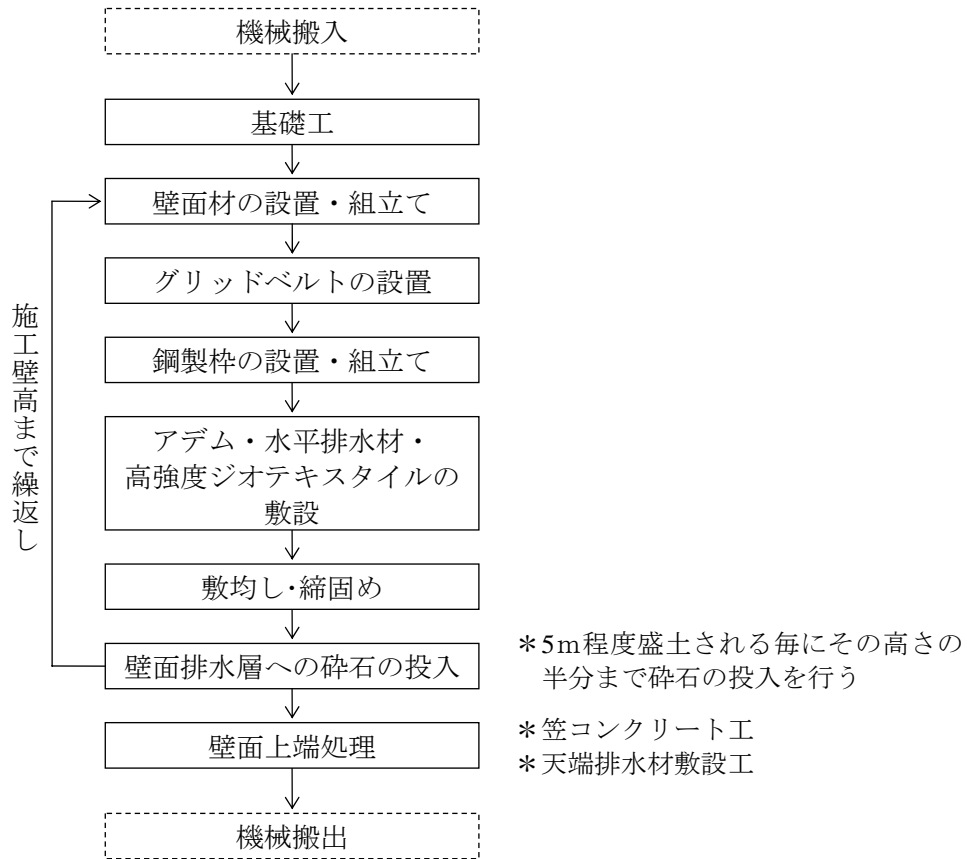 機械搬入
基礎工
壁面材の設置・組立て
グリッドベルトの設置
鋼製枠の設置・組立て
アデム・水平排水材・
高強度ジオテキスタイルの
敷設
敷均し・締固め
壁面排水層への砕石の投入
壁面上端処理
機械搬出
施工壁高まで繰返し
＊5m程度盛土される毎にその高さの
半分まで砕石の投入を行う
＊笠コンクリート工
＊天端排水材敷設工